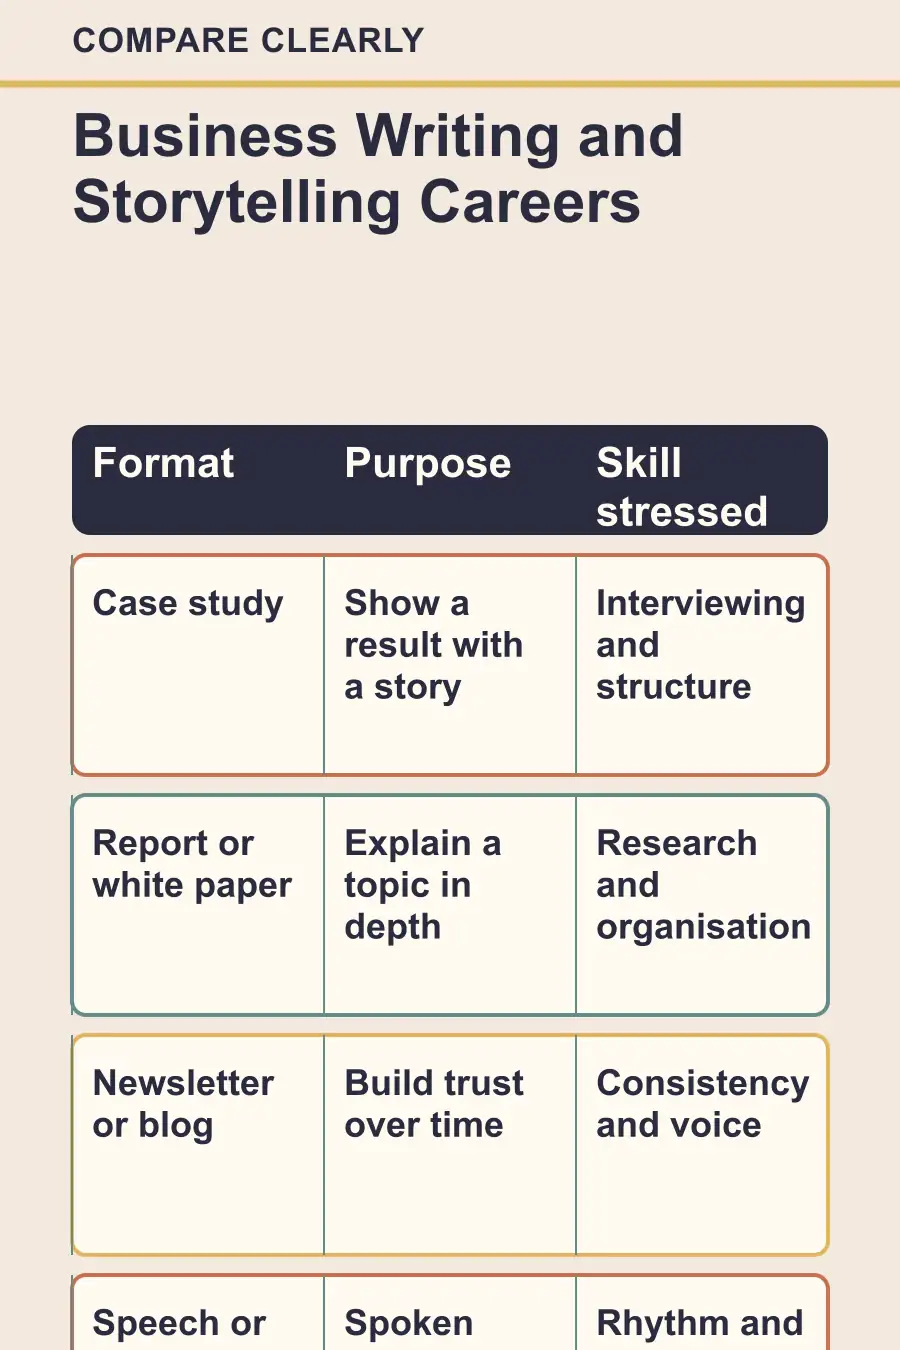 COMPARE CLEARLY
Business Writing and
Storytelling Careers
Format
Purpose
Skill
stressed
Case study
Show a
result with
a story
Interviewing
and
structure
Report or
white paper
Explain a
topic in
depth
Research
and
organisation
Newsletter
or blog
Build trust
over time
Consistency
and voice
Speech or
Spoken
Rhythm and